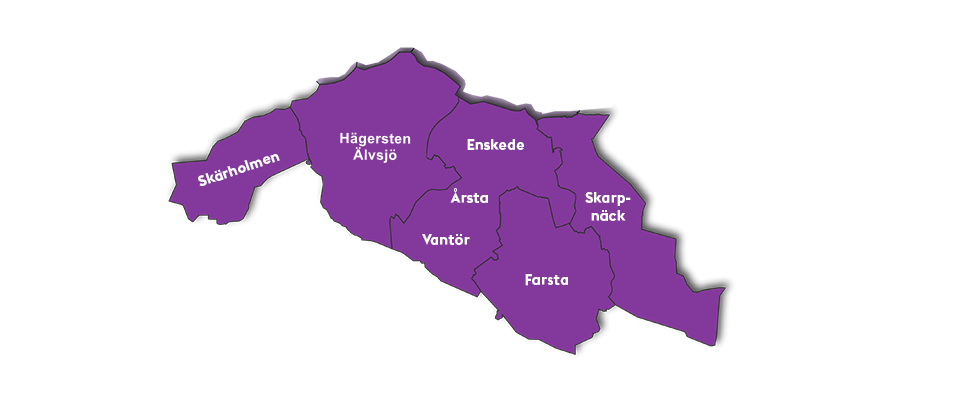 Skärholmen
Hägersten
Älvsjö
Enskede
Årsta
Vantör
Skarp-
näck
Farsta